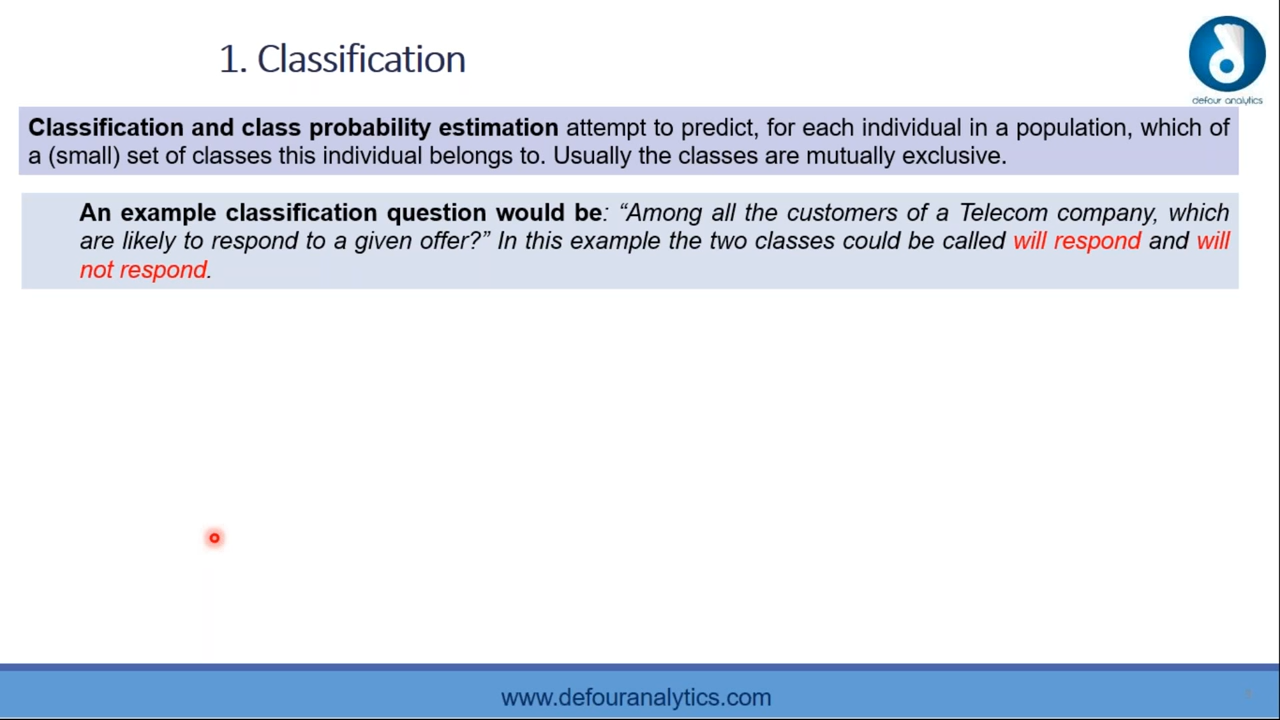 1. Classification
defour analytics
Classification and class probability estimation attempt to predict, for each individual in a population, which of
a (small) set of classes this individual belongs to. Usually the classes are mutually exclusive.
An example classification question would be: “Among all the customers of a Telecom company, which
are likely to respond to a given offer?” In this example the two classes could be called will respond and will
not respond.
www.defouranalytics.com